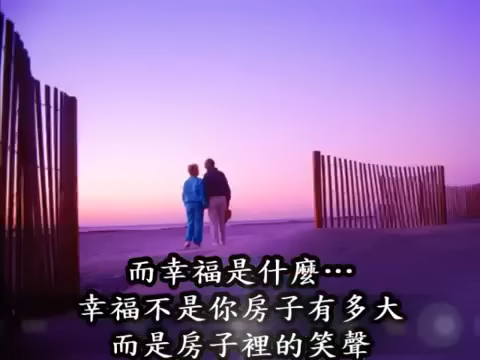 而幸福是什麼…
幸福不是你房子有多大
而是房子裡的笑聲